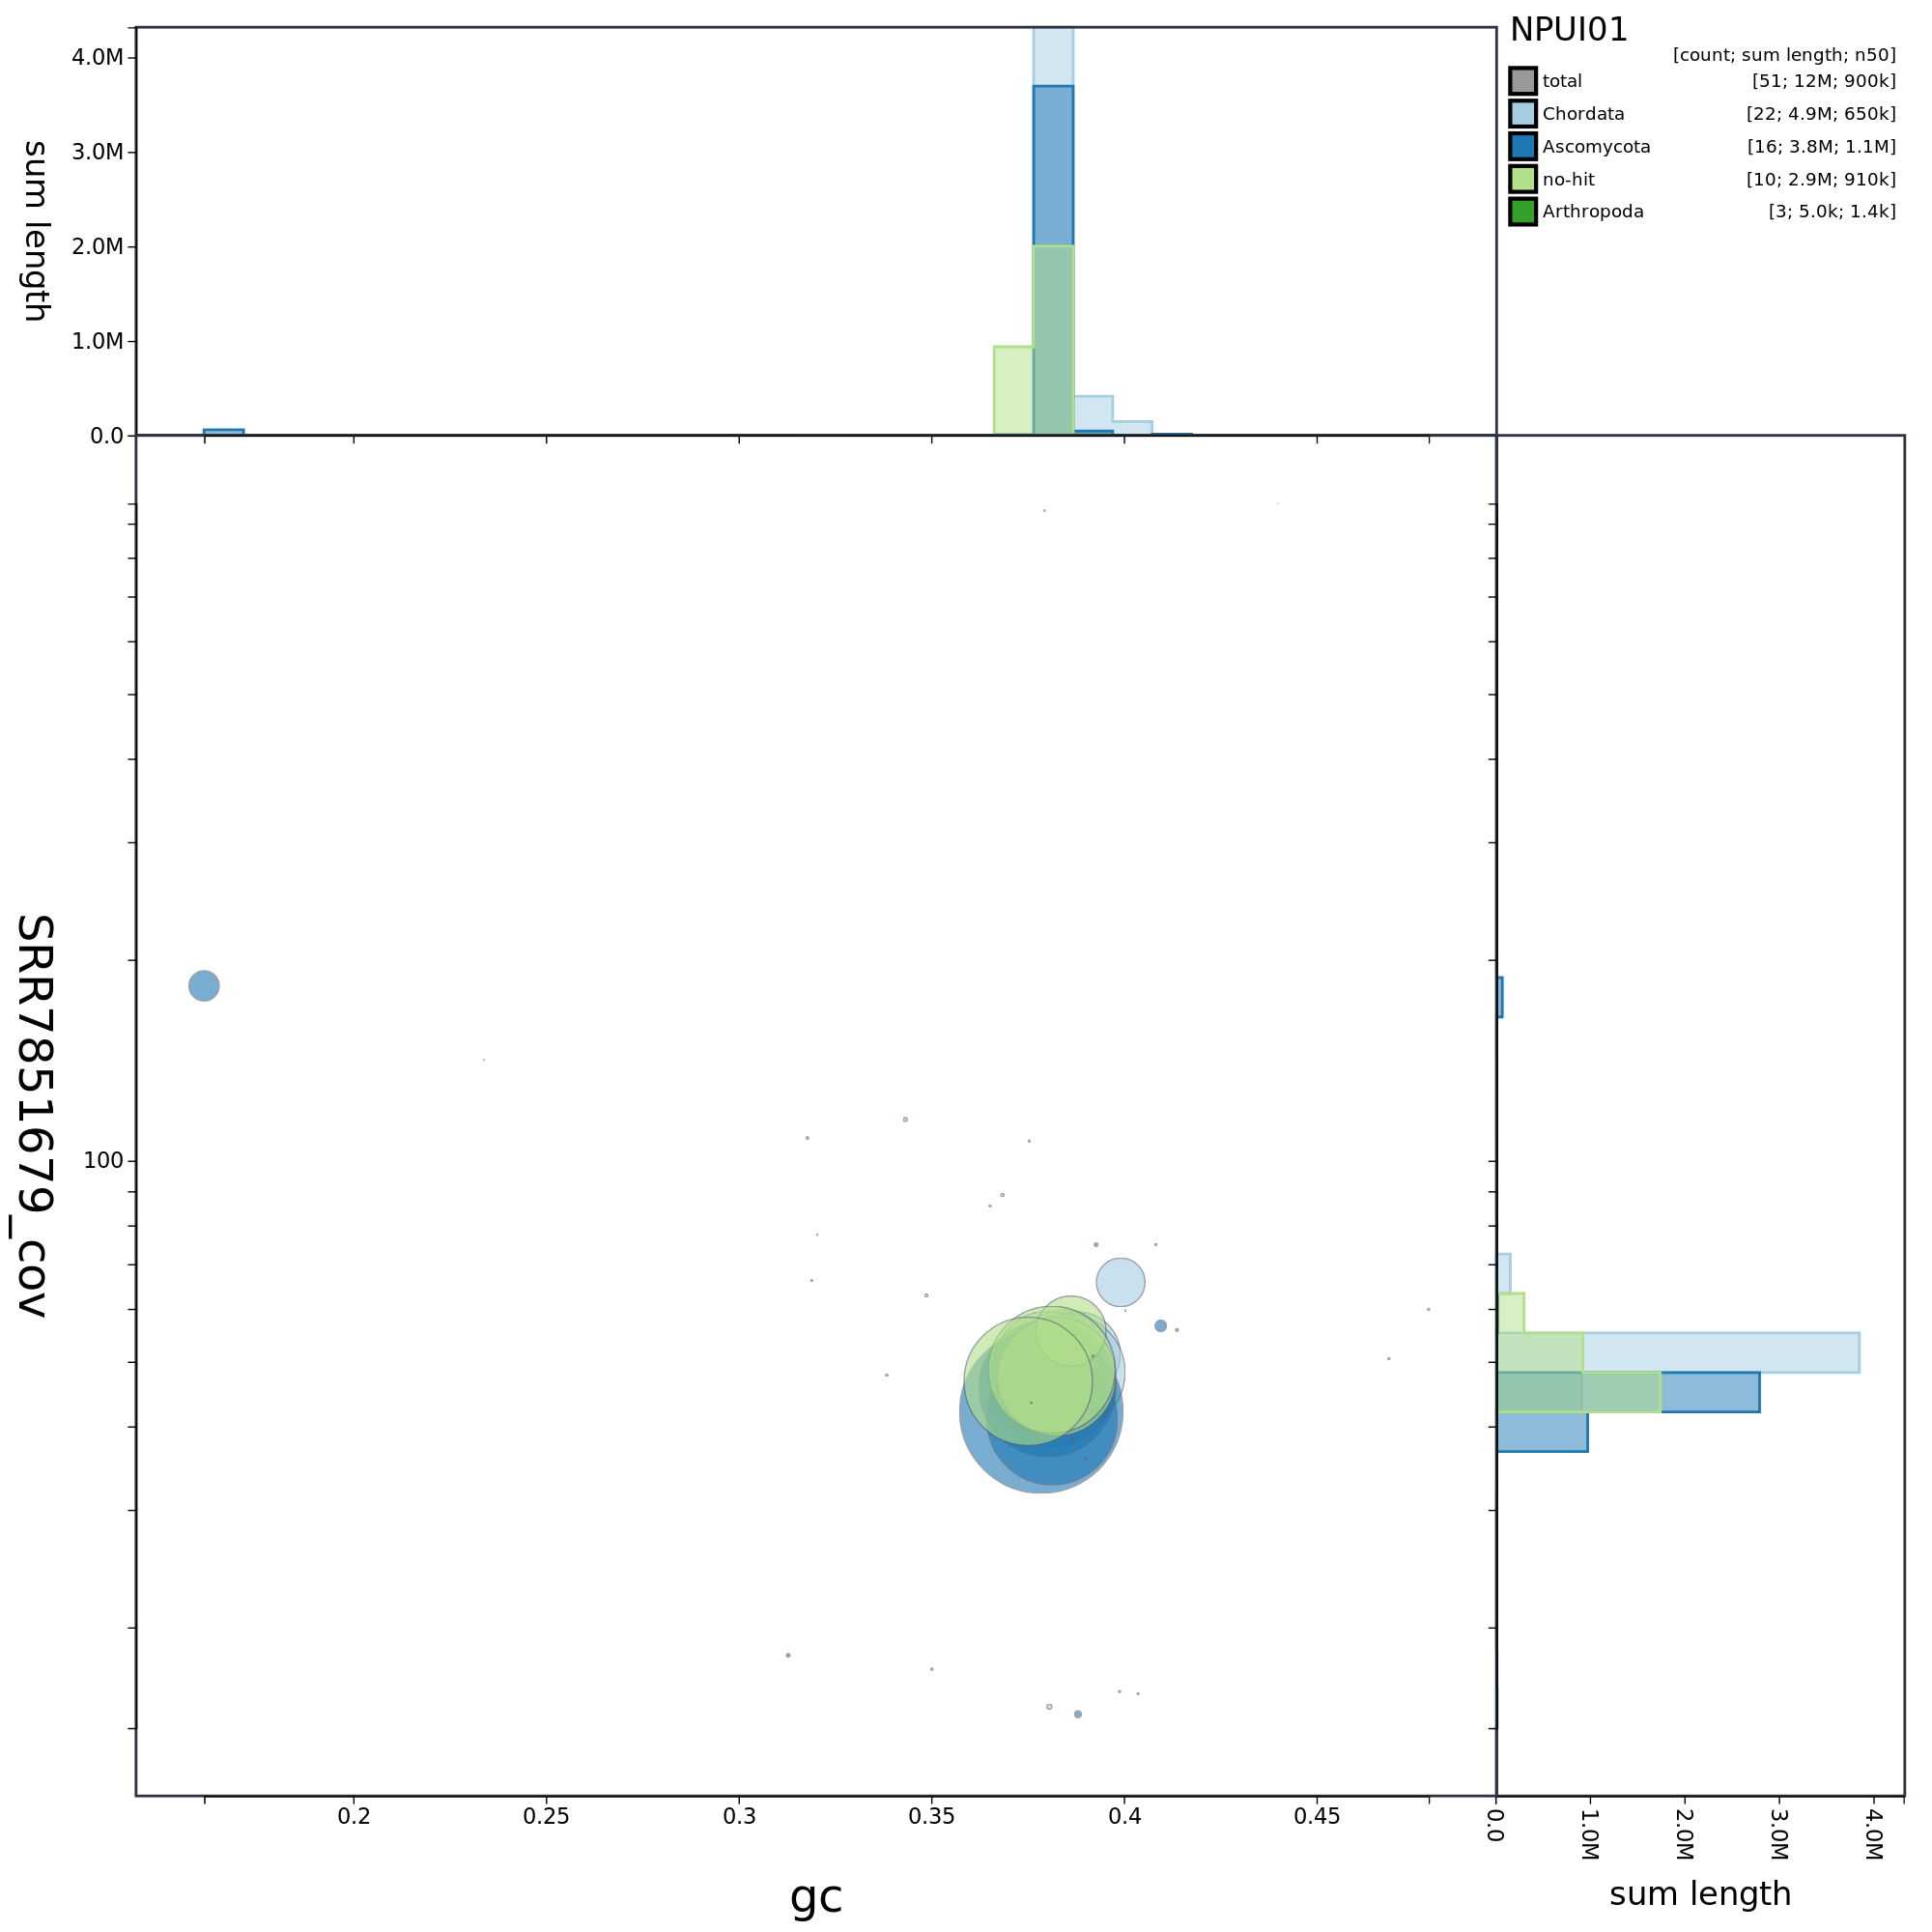 NPUI01
[count; sum length; n50]
total [51; 12M; 900k]
Chordata [22; 4.9M; 650k]
Ascomycota [16; 3.8M; 1.1M]
no-hit [10; 2.9M; 910k]
Arthropoda [3; 5.0k; 1.4k]
sum length
4.0M
3.0M
2.0M
1.0M
0.0
SRR7851679_cov
100
0.2 0.25 0.3 0.35 0.4 0.45
gc
0.0 1.0M 2.0M 3.0M 4.0M
sum length